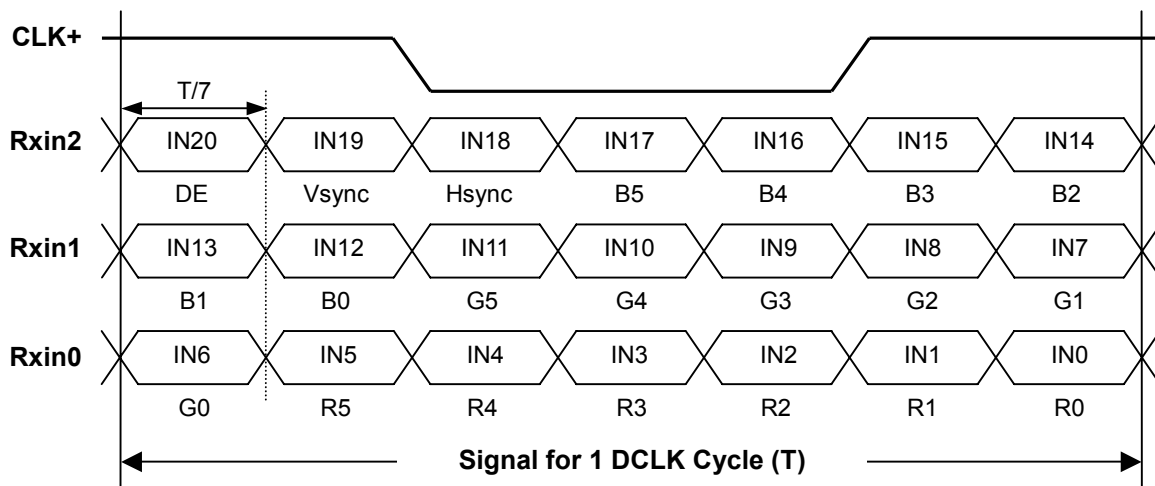 CLK+
T/7
Rxin2 IN20 IN19 IN18 IN17 IN16 IN15 IN14
DE Vsync Hsync B5 B4 B3 B2
Rxin1 IN13 IN12 IN11 IN10 IN9 IN8 IN7
B1 B0 G5 G4 G3 G2 G1
Rxin0 IN6 IN5 IN4 IN3 IN2 IN1 IN0
G0 R5 R4 R3 R2 R1 R0
Signal for 1 DCLK Cycle (T)